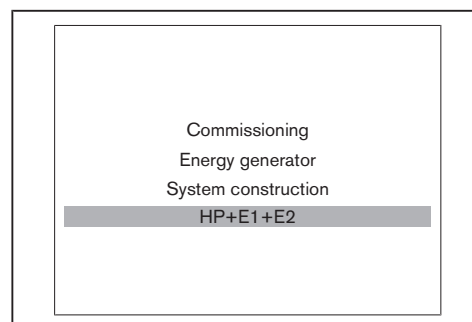 Commissioning
Energy generator
System construction
HP+E1+E2